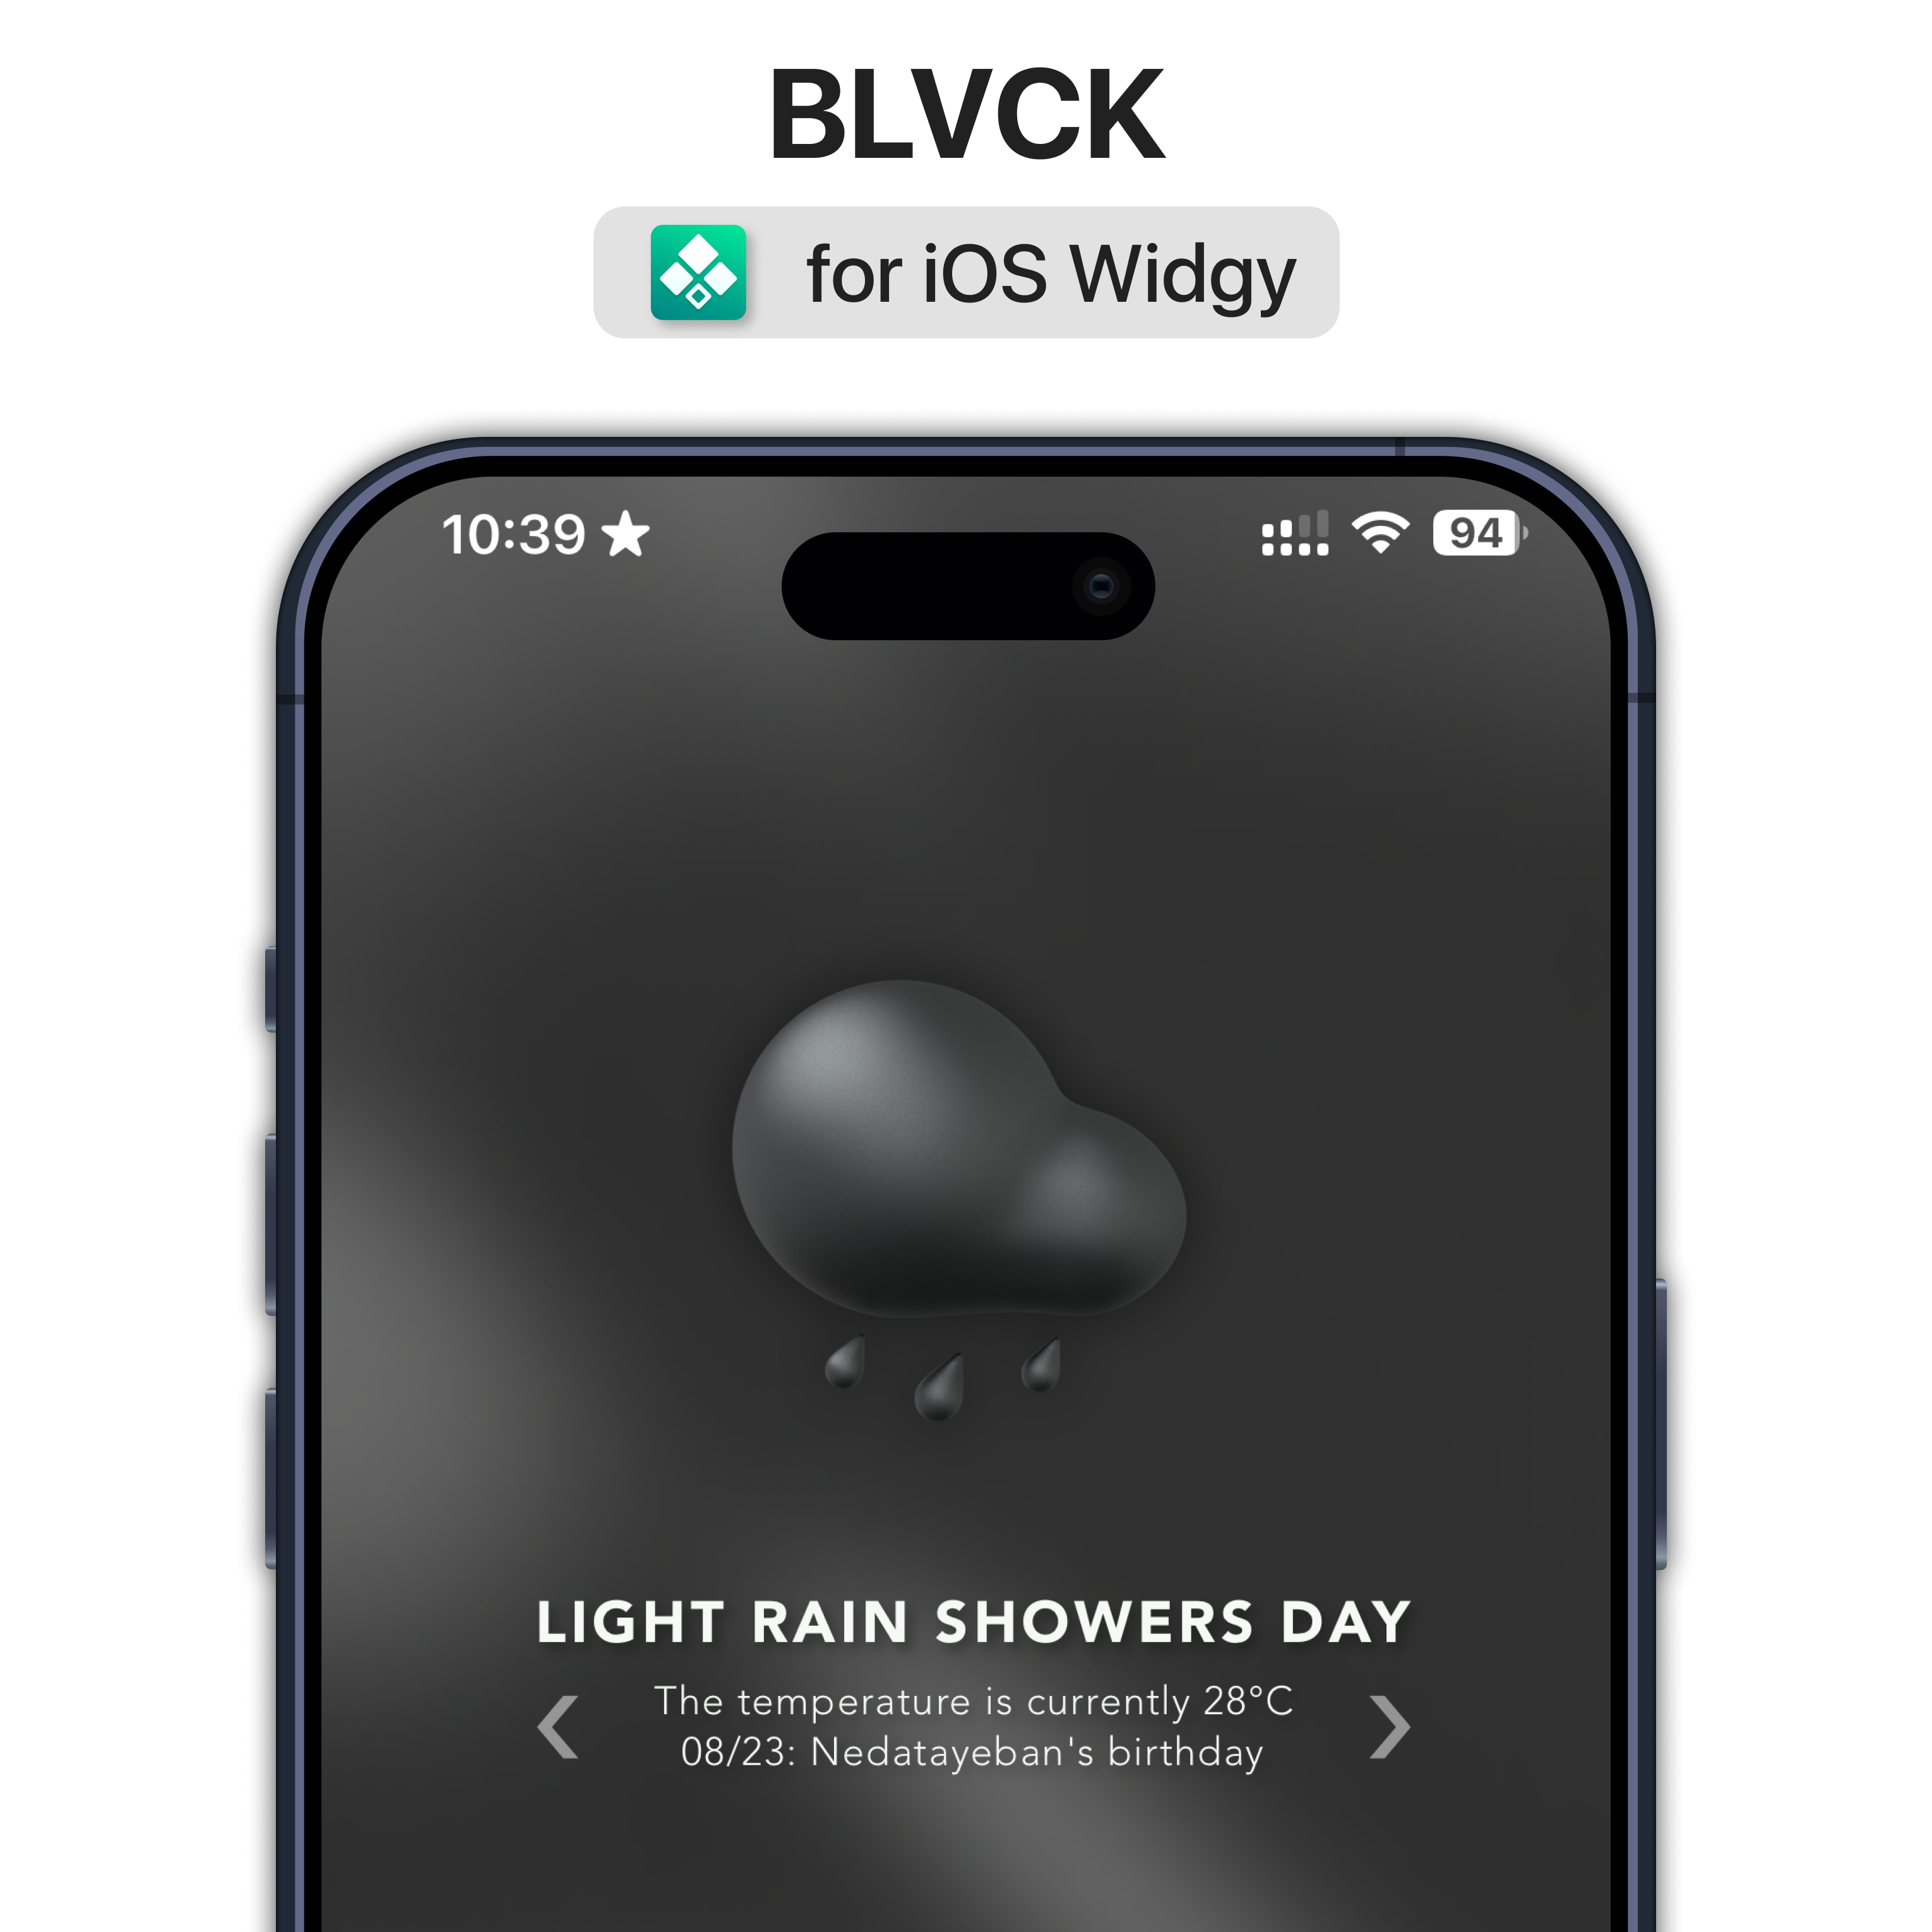 BLVCK
for iOS Widgy
10:39
94
LIGHT RAIN SHOWERS DAY
The temperature is currently 28°C
08/23: Nedatayeban's birthday